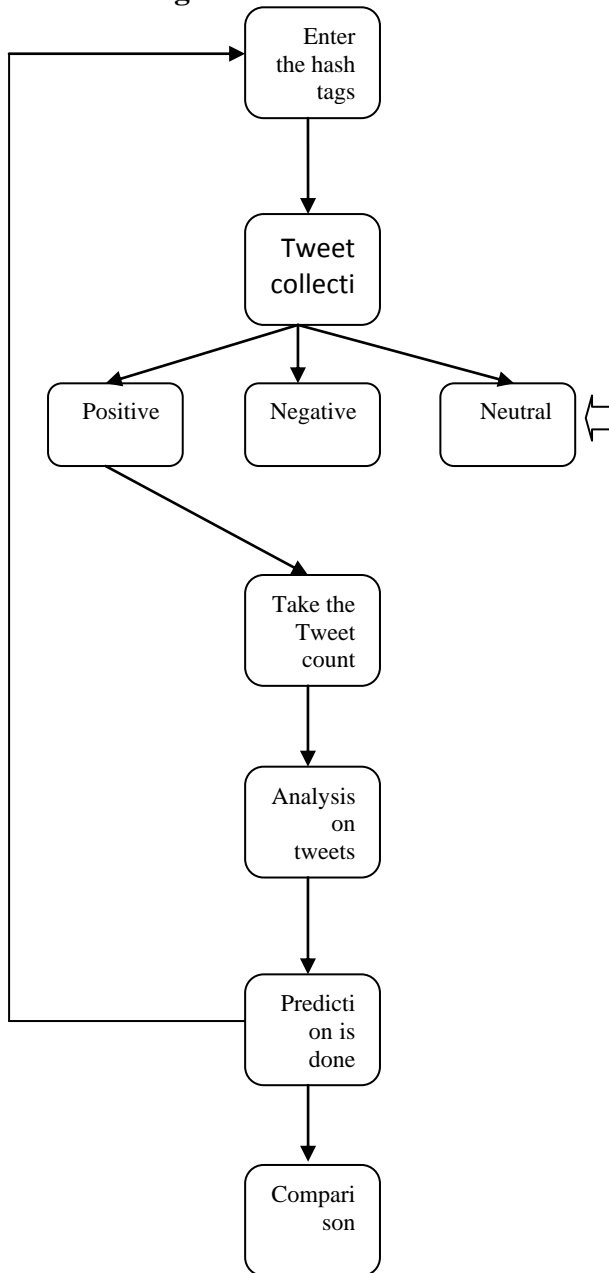 Enter
the hash
tags
Tweet
collecti
Positive
Negative
Neutral
Take the
Tweet
count
Analysis
on
tweets
Predicti
on is
done
Compari
son